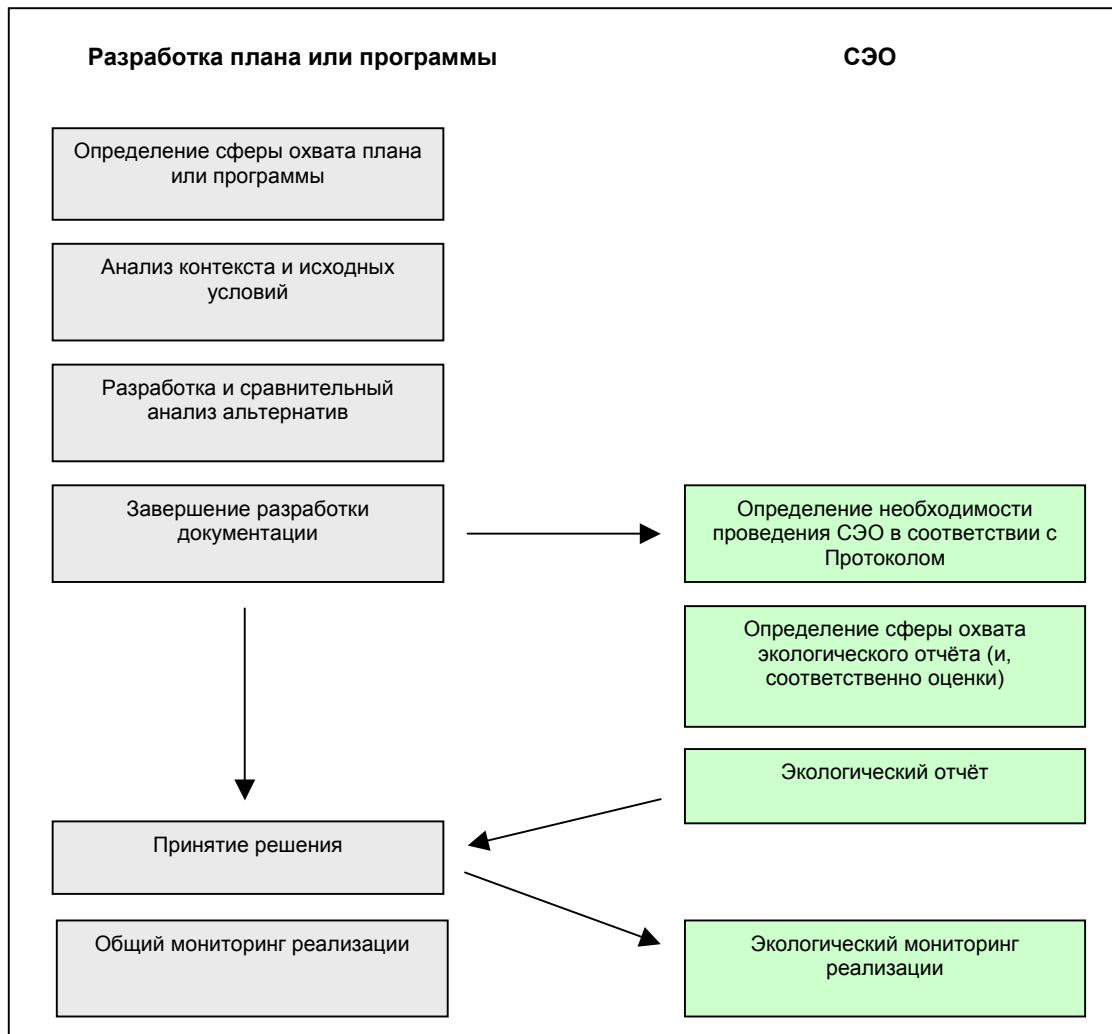 Разработка плана или программы
СЭО
Определение сферы охвата плана
или программы
Анализ контекста и исходных
условий
Разработка и сравнительный
анализ альтернатив
Завершение разработки
документации
Определение необходимости
проведения СЭО в соответствии с
Протоколом
Определение сферы охвата
экологического отчёта (и,
соответственно оценки)
Экологический отчёт
Принятие решения
Общий мониторинг реализации
Экологический мониторинг
реализации